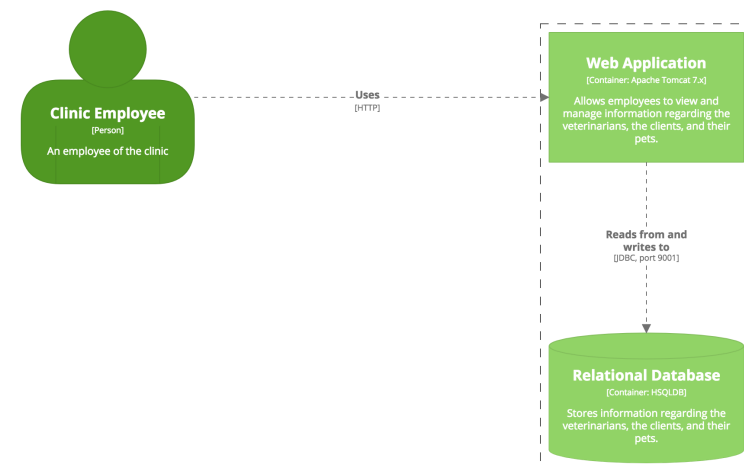 Clinic Employee
[Person]
An employee of the clinic
Uses
[HTTP]
Web Application
[Container: Apache Tomcat 7.x]
Allows employees to view and
manage information regarding the
veterinarians, the clients, and their
pets.
Reads from and
writes to
[JDBC, port 9001]
Relational Database
[Container: HSQLDB]
Stores information regarding the
veterinarians, the clients, and their
pets.